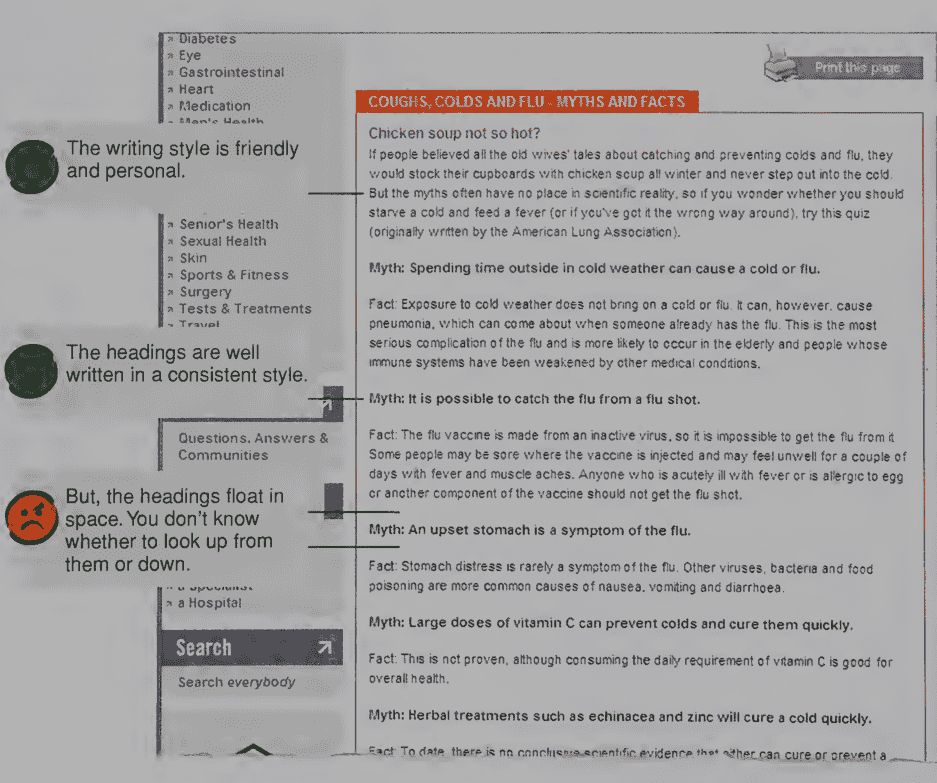 Diabetes
Eye
Gastrointestinal
Heart
Medication
Men's Health
The writing style is friendly
and personal.
Senior's Health
Sexual Health
Skin
Sports & Fitness
Surgery
Tests & Treatments
Travel
The headings are well
written in a consistent style.
Questions, Answers &
Communities
But, the headings float in
space. You don't know
whether to look up from
them or down.
a Specialist
a Hospital
Search
Search everybody
Print this page
COUGHS, COLDS AND FLU - MYTHS AND FACTS
Chicken soup not so hot?
If people believed all the old wives' tales about catching and preventing colds and flu, they
would stock their cupboards with chicken soup all winter and never step out into the cold.
But the myths often have no place in scientific reality, so if you wonder whether you should
starve a cold and feed a fever (or if you've got it the wrong way around), try this quiz
(originally written by the American Lung Association).
Myth: Spending time outside in cold weather can cause a cold or flu.
Fact: Exposure to cold weather does not bring on a cold or flu. It can, however, cause
pneumonia, which can come about when someone already has the flu. This is the most
serious complication of the flu and is more likely to occur in the elderly and people whose
immune systems have been weakened by other medical conditions.
Myth: It is possible to catch the flu from a flu shot.
Fact: The flu vaccine is made from an inactive virus, so it is impossible to get the flu from it
Some people may be sore where the vaccine is injected and may feel unwell for a couple of
days with fever and muscle aches. Anyone who is acutely ill with fever or is allergic to egg
or another component of the vaccine should not get the flu shot.
Myth: An upset stomach is a symptom of the flu.
Fact: Stomach distress is rarely a symptom of the flu. Other viruses, bacteria and food
poisoning are more common causes of nausea, vomiting and diarrhoea.
Myth: Large doses of vitamin C can prevent colds and cure them quickly.
Fact: This is not proven, although consuming the daily requirement of vitamin C is good for
overall health.
Myth: Herbal treatments such as echinacea and zinc will cure a cold quickly.
Fact: To date, there is no conclusive scientific evidence that either can cure or prevent a